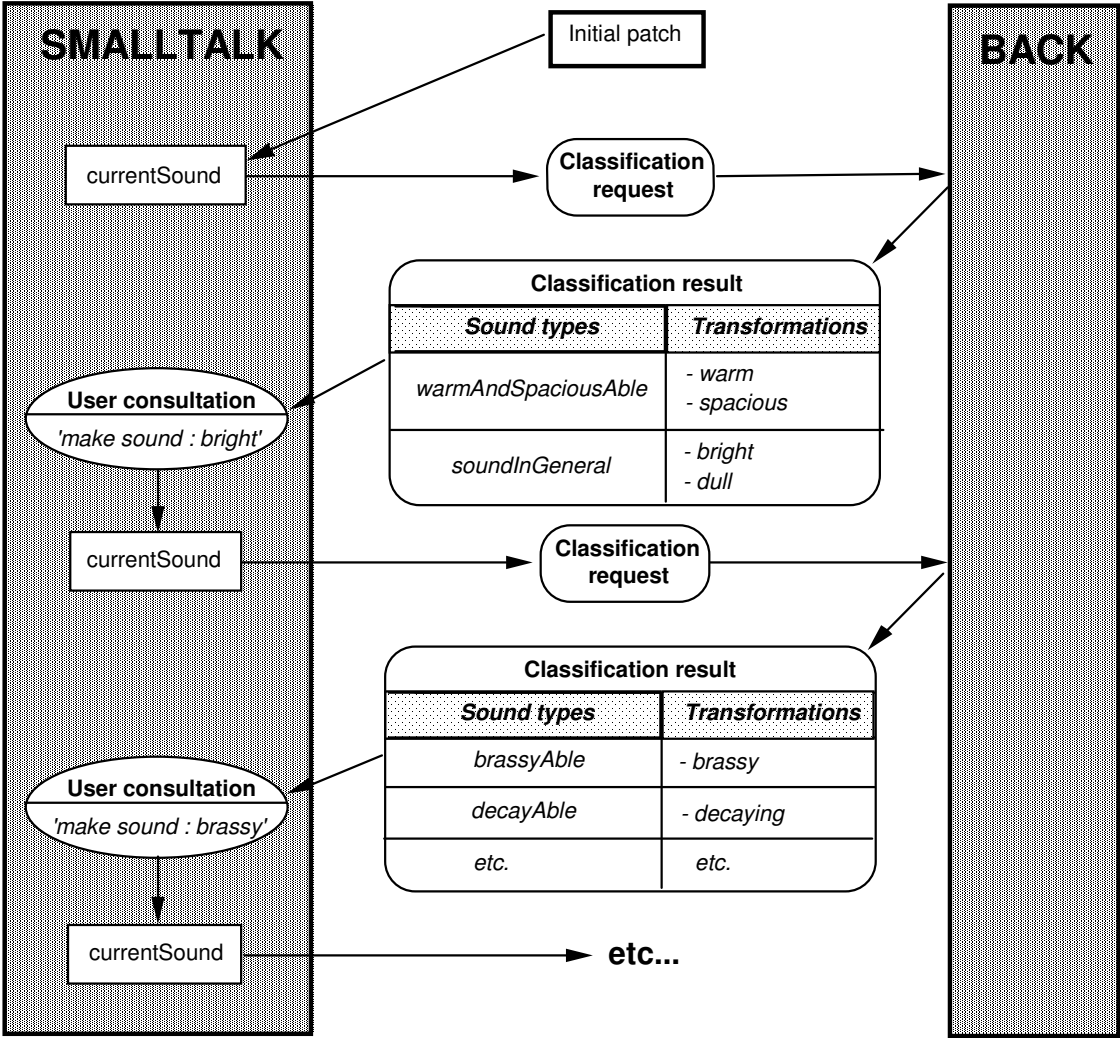 SMALLTALK
Initial patch
BACK
currentSound
Classification
request
Classification result
Sound types Transformations
warmAndSpaciousAble - warm
- spacious
soundInGeneral - bright
- dull
User consultation
'make sound : bright'
currentSound
Classification
request
Classification result
Sound types Transformations
brassyAble - brassy
decayAble - decaying
etc. etc.
User consultation
'make sound : brassy'
currentSound
etc...